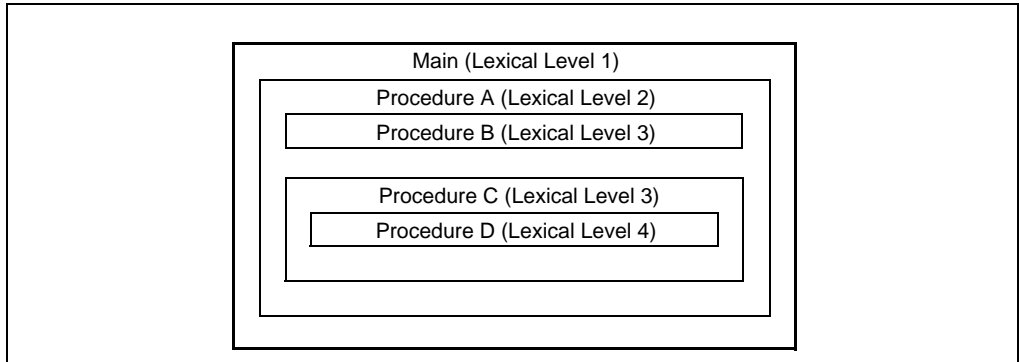 Main (Lexical Level 1)
Procedure A (Lexical Level 2)
Procedure B (Lexical Level 3)
Procedure C (Lexical Level 3)
Procedure D (Lexical Level 4)